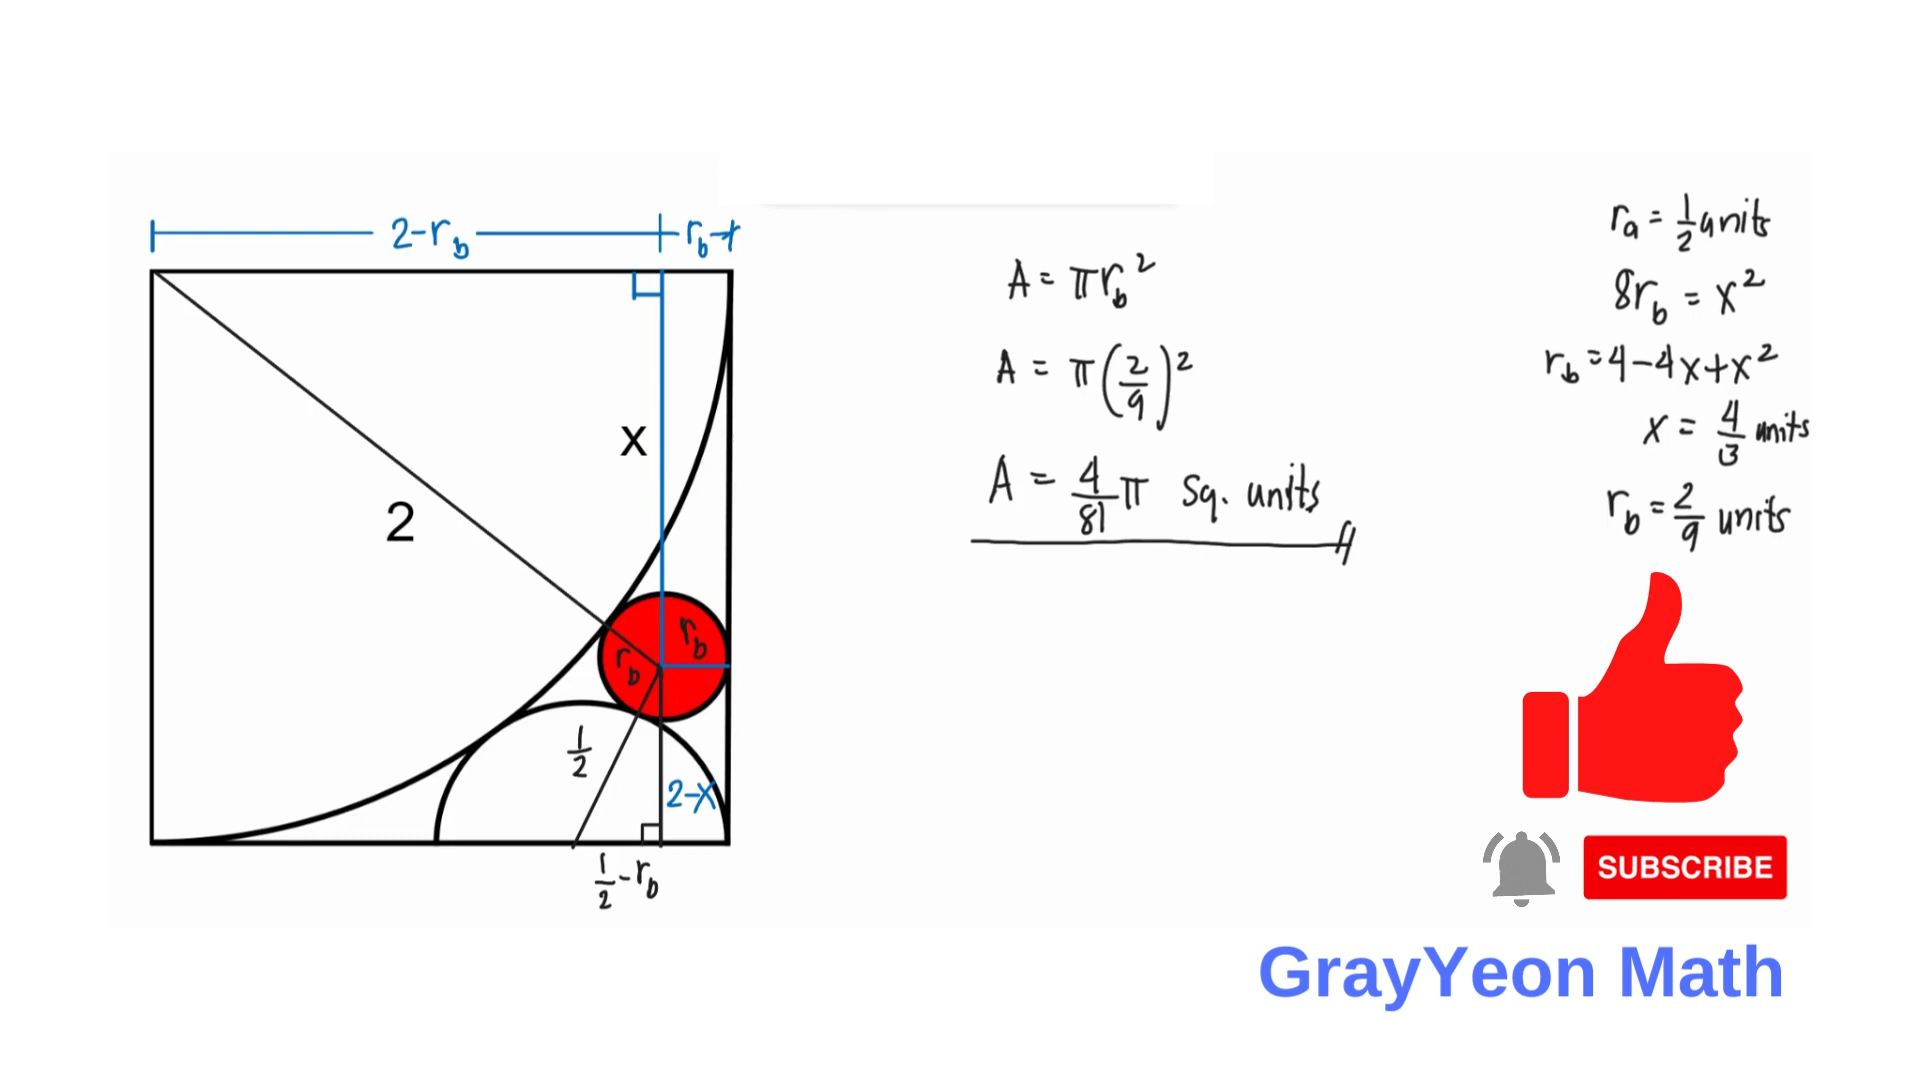 2-r_b r_b
x
2
r_b r_b
1/2
2-x
1/2-r_b
A = πr_b²
A = π(2/9)²
A = 4/81 π sq. units
r_a = 1/2 units
8r_b = x²
r_b = 4-4x+x²
x = 4/3 units
r_b = 2/9 units
SUBSCRIBE
GrayYeon Math